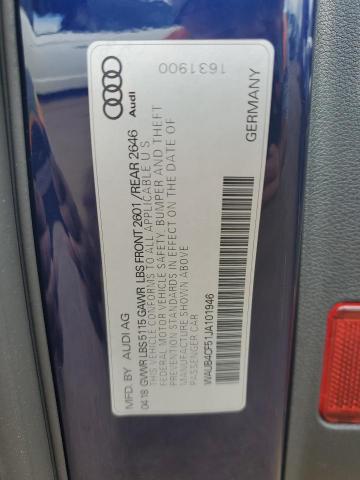 Audi
1631900
MFD. BY AUDI AG
GERMANY
04.18 GVWR LBS 5115 GAWR LBS FRONT 2601 / REAR 2646
THIS VEHICLE CONFORMS TO ALL APPLICABLE U S
FEDERAL MOTOR VEHICLE SAFETY, BUMPER AND THEFT
PREVENTION STANDARDS IN EFFECT ON THE DATE OF
MANUFACTURE SHOWN ABOVE
PASSENGER CAR
WAUB4CF51JA101946